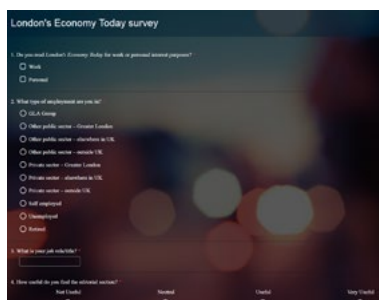 London's Economy Today survey
1. Do you read London's Economy Today for work or personal interest purposes? *
Work
Personal
2. What type of employment are you in?
GLA Group
Other public sector – Greater London
Other public sector – elsewhere in UK
Other public sector – outside UK
Private sector – Greater London
Private sector – elsewhere in UK
Private sector – outside UK
Self employed
Unemployed
Retired
3. What is your job role/title? *
4. How useful do you find the editorial section? *
Not Useful Neutral Useful Very Useful